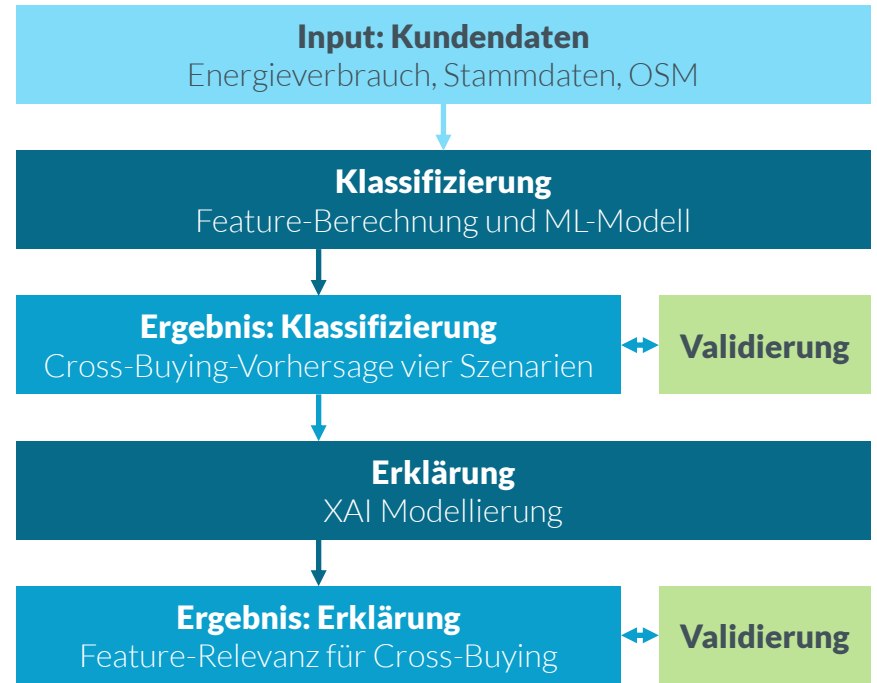 Input: Kundendaten
Energieverbrauch, Stammdaten, OSM
Klassifizierung
Feature-Berechnung und ML-Modell
Ergebnis: Klassifizierung
Cross-Buying-Vorhersage vier Szenarien
Validierung
Erklärung
XAI Modellierung
Ergebnis: Erklärung
Feature-Relevanz für Cross-Buying
Validierung